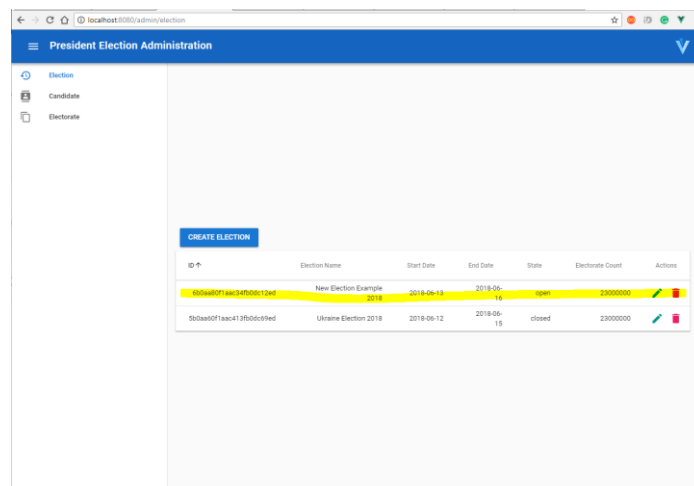 localhost:8080/admin/election
President Election Administration
Election
Candidate
Electorate
CREATE ELECTION
ID Election Name Start Date End Date State Electorate Count Actions
6b0aa80f1aac34fb0dc12ed New Election Example 2018 2018-06-13 2018-06-16 open 23000000
5b0aa60f1aac413fb0dc69ed Ukraine Election 2018 2018-06-12 2018-06-15 closed 23000000